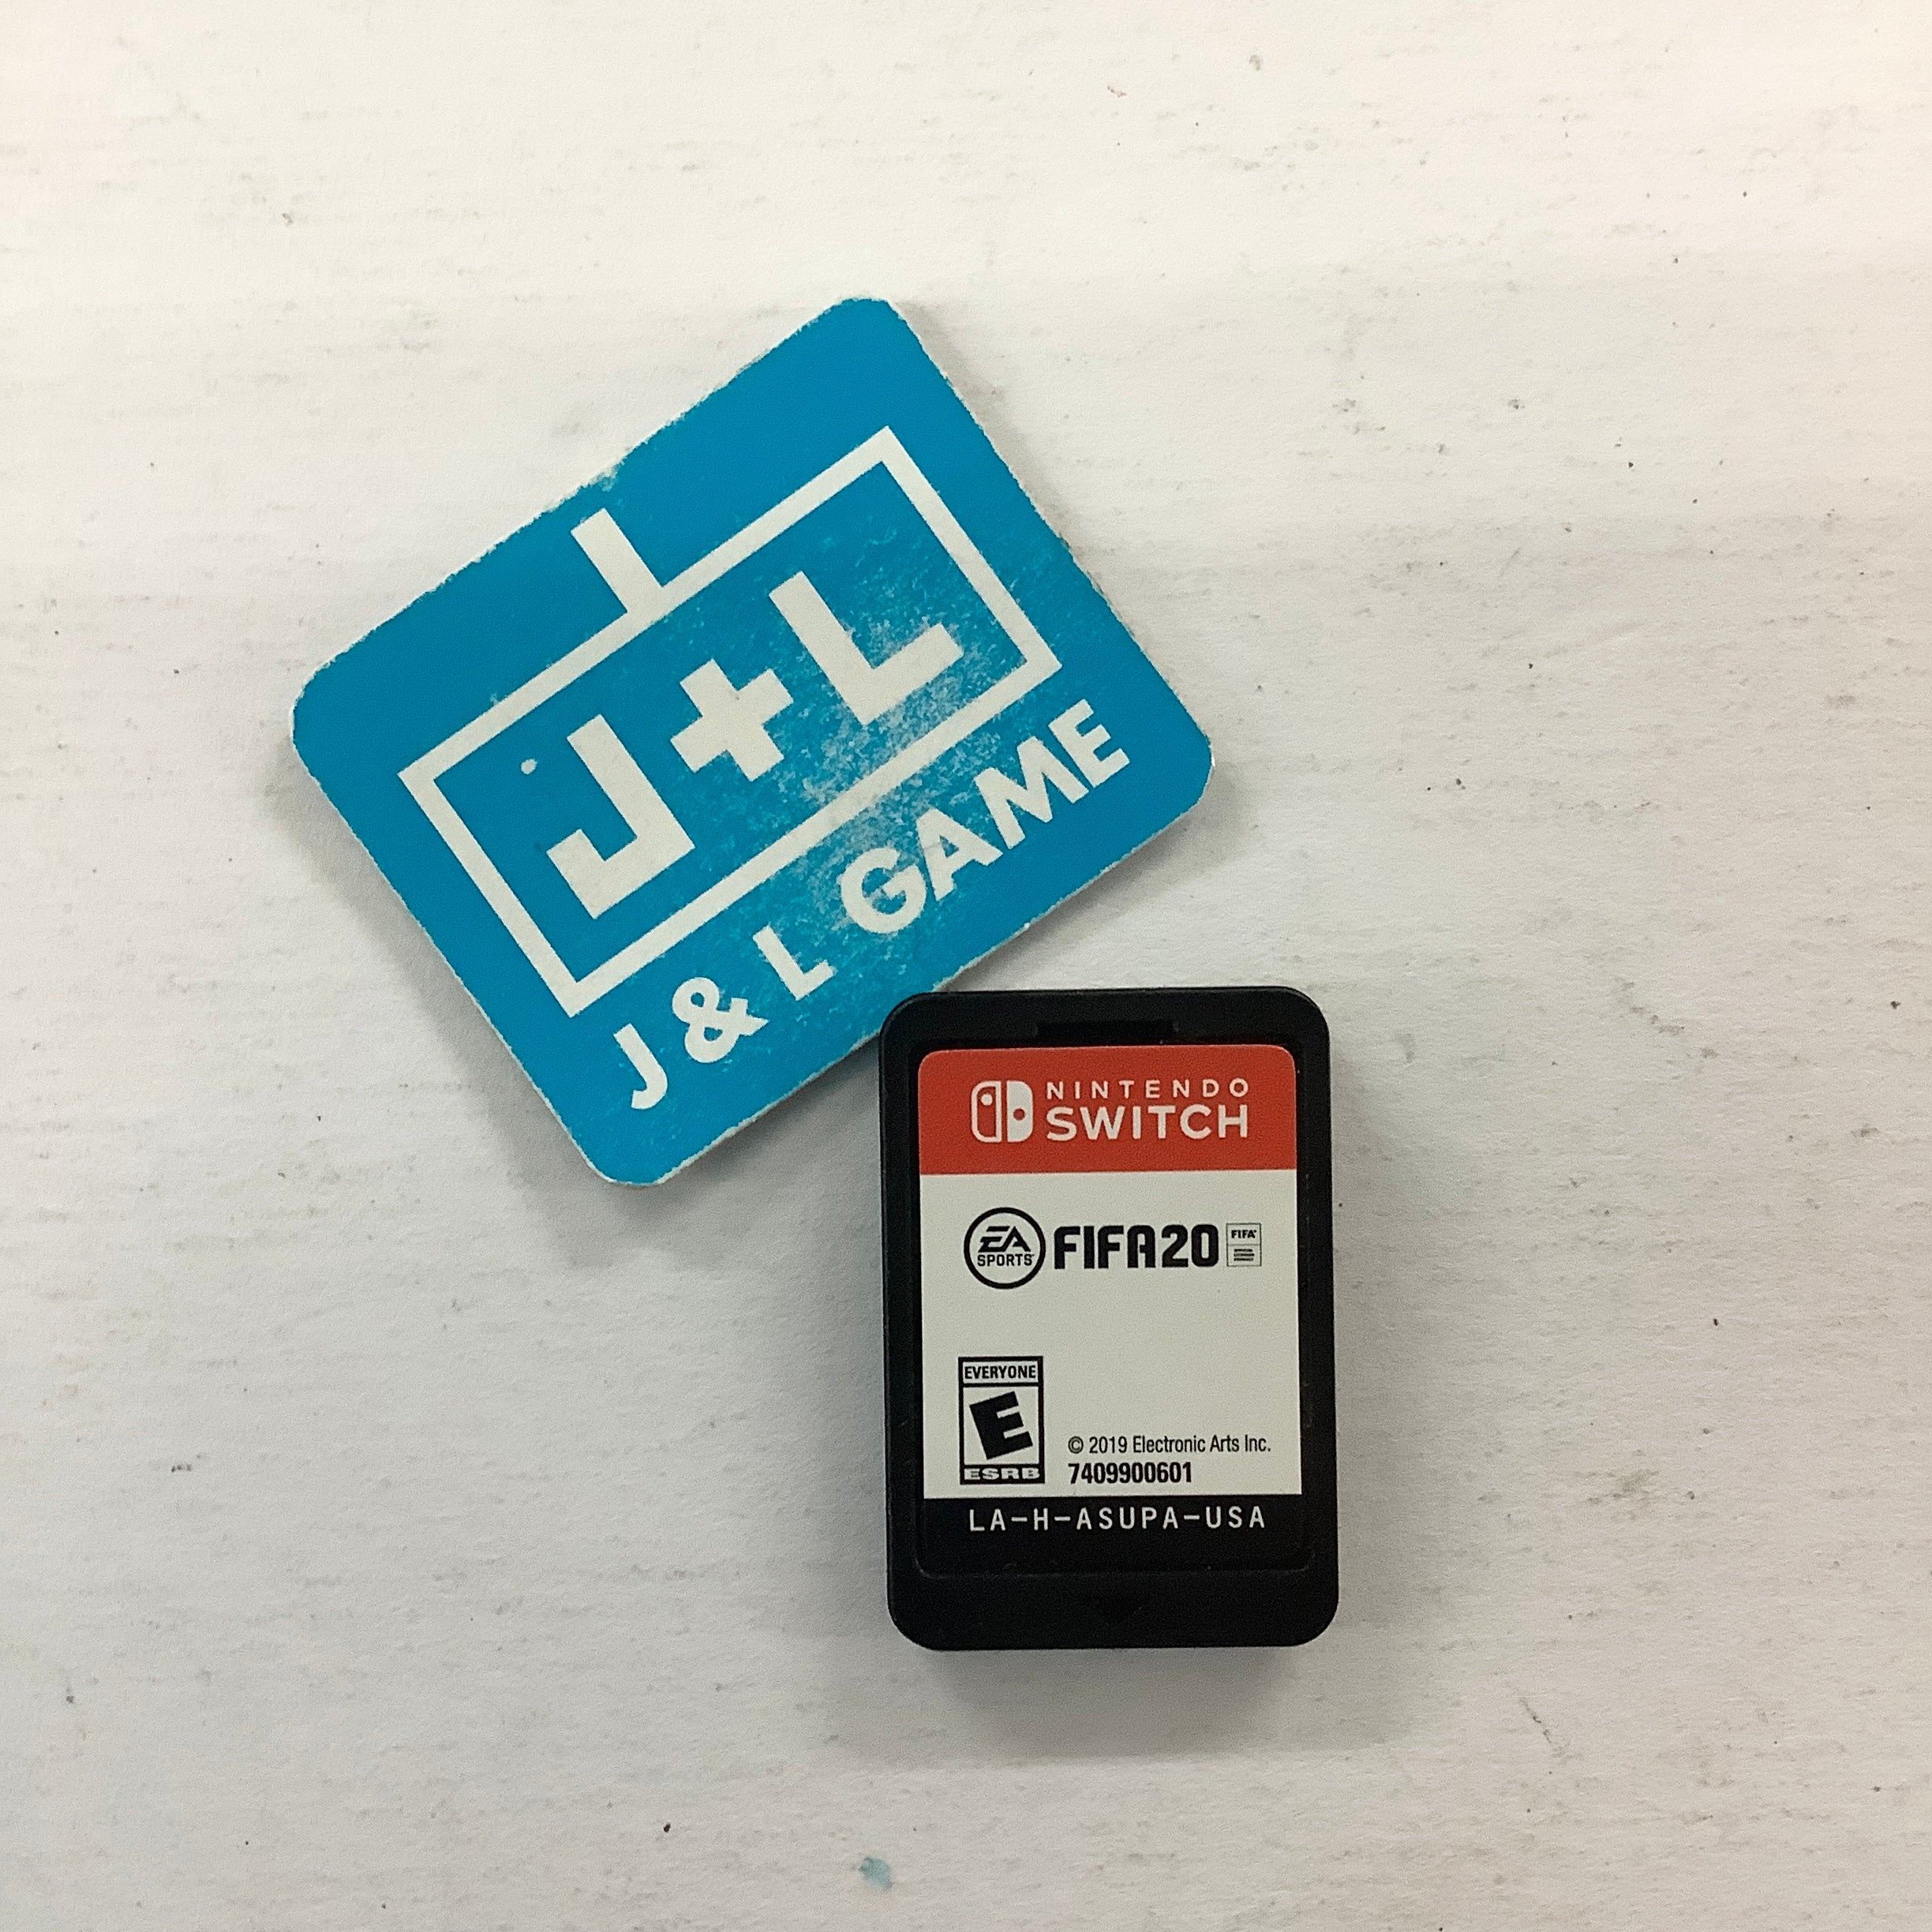 J+L
J & L GAME
NINTENDO
SWITCH
EA
SPORTS
FIFA20
FIFA
EVERYONE
E
ESRB
© 2019 Electronic Arts Inc.
7409900601
LA-H-ASUPA-USA